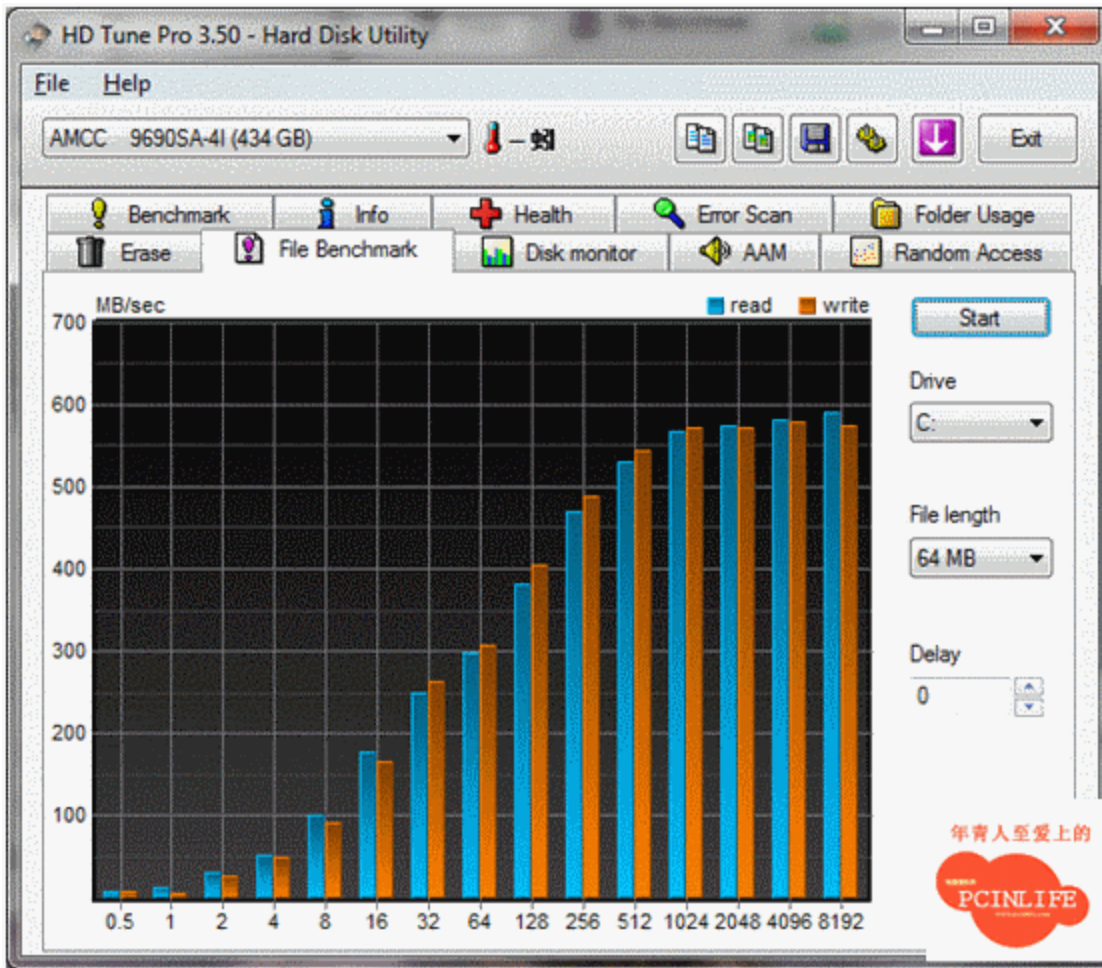 HD Tune Pro 3.50 - Hard Disk Utility
File Help
AMCC 9690SA-4I (434 GB)
Exit
Benchmark Info Health Error Scan Folder Usage
Erase File Benchmark Disk monitor AAM Random Access
MB/sec read write
Start
700
600
500
400
300
200
100
Drive
C:
File length
64 MB
Delay
0
0.5 1 2 4 8 16 32 64 128 256 512 1024 2048 4096 8192
年青人至爱上的
PCINLIFE